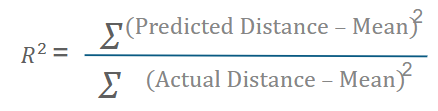 R² = ∑(Predicted Distance – Mean)²
∑ (Actual Distance – Mean)²